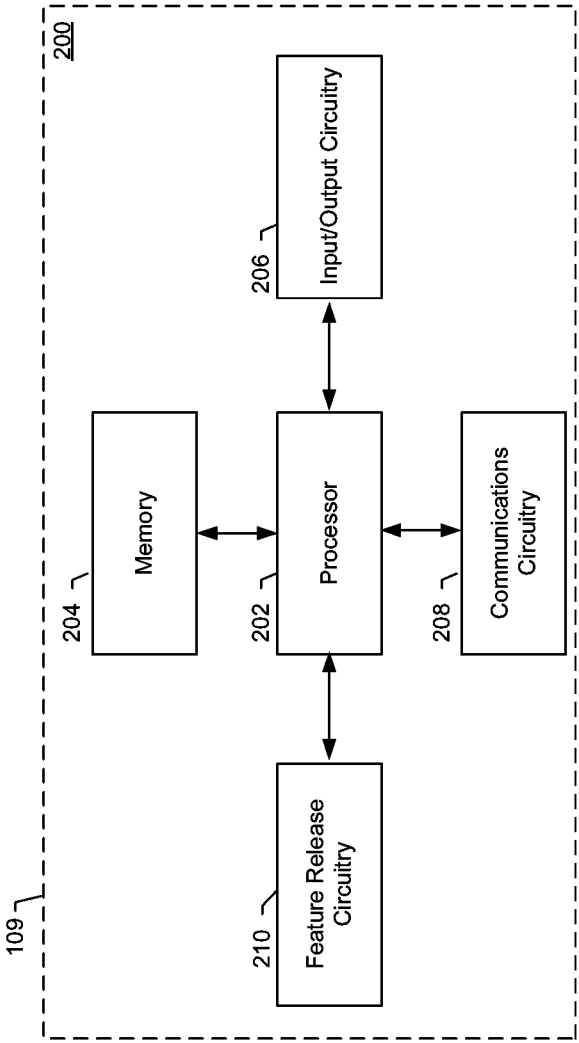 109
200
204
Memory
210
Feature Release
Circuitry
202
Processor
206
Input/Output Circuitry
208
Communications
Circuitry